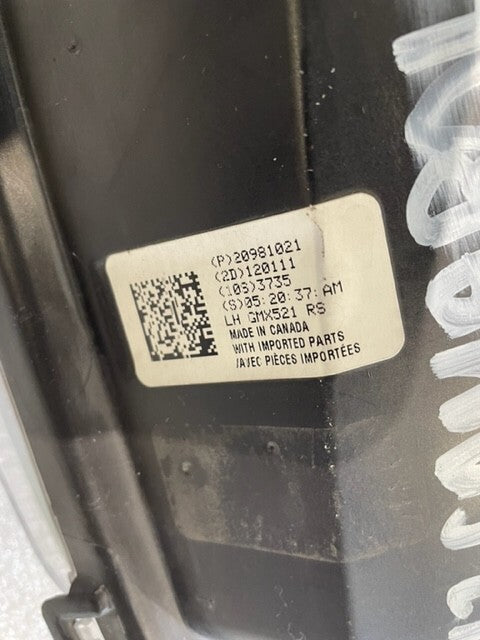 (P)20981021
(2D)120111
(10S)3735
(S)05:20:37:AM
LH GMX521 RS
MADE IN CANADA
WITH IMPORTED PARTS
/AVEC PIÈCES IMPORTÉES